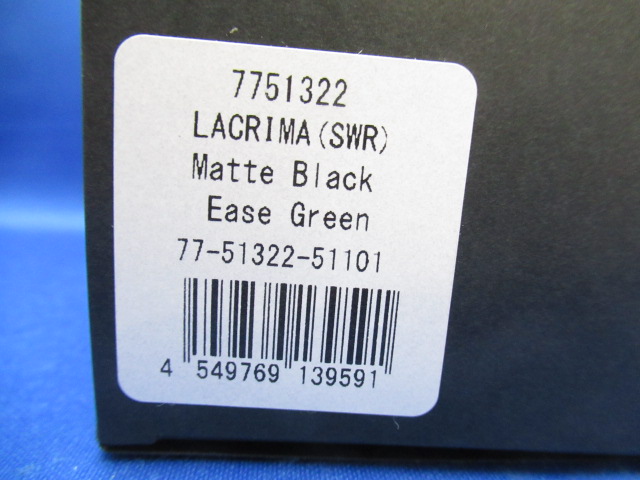 7751322
LACRIMA(SWR)
Matte Black
Ease Green
77-51322-51101
4 549769 139591